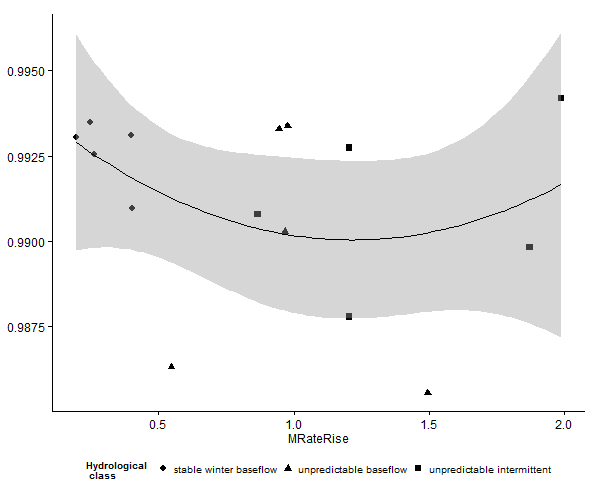 0.9950
0.9925
0.9900
0.9875
0.5 1.0 1.5 2.0
MRateRise
Hydrological
class
stable winter baseflow unpredictable baseflow unpredictable intermittent